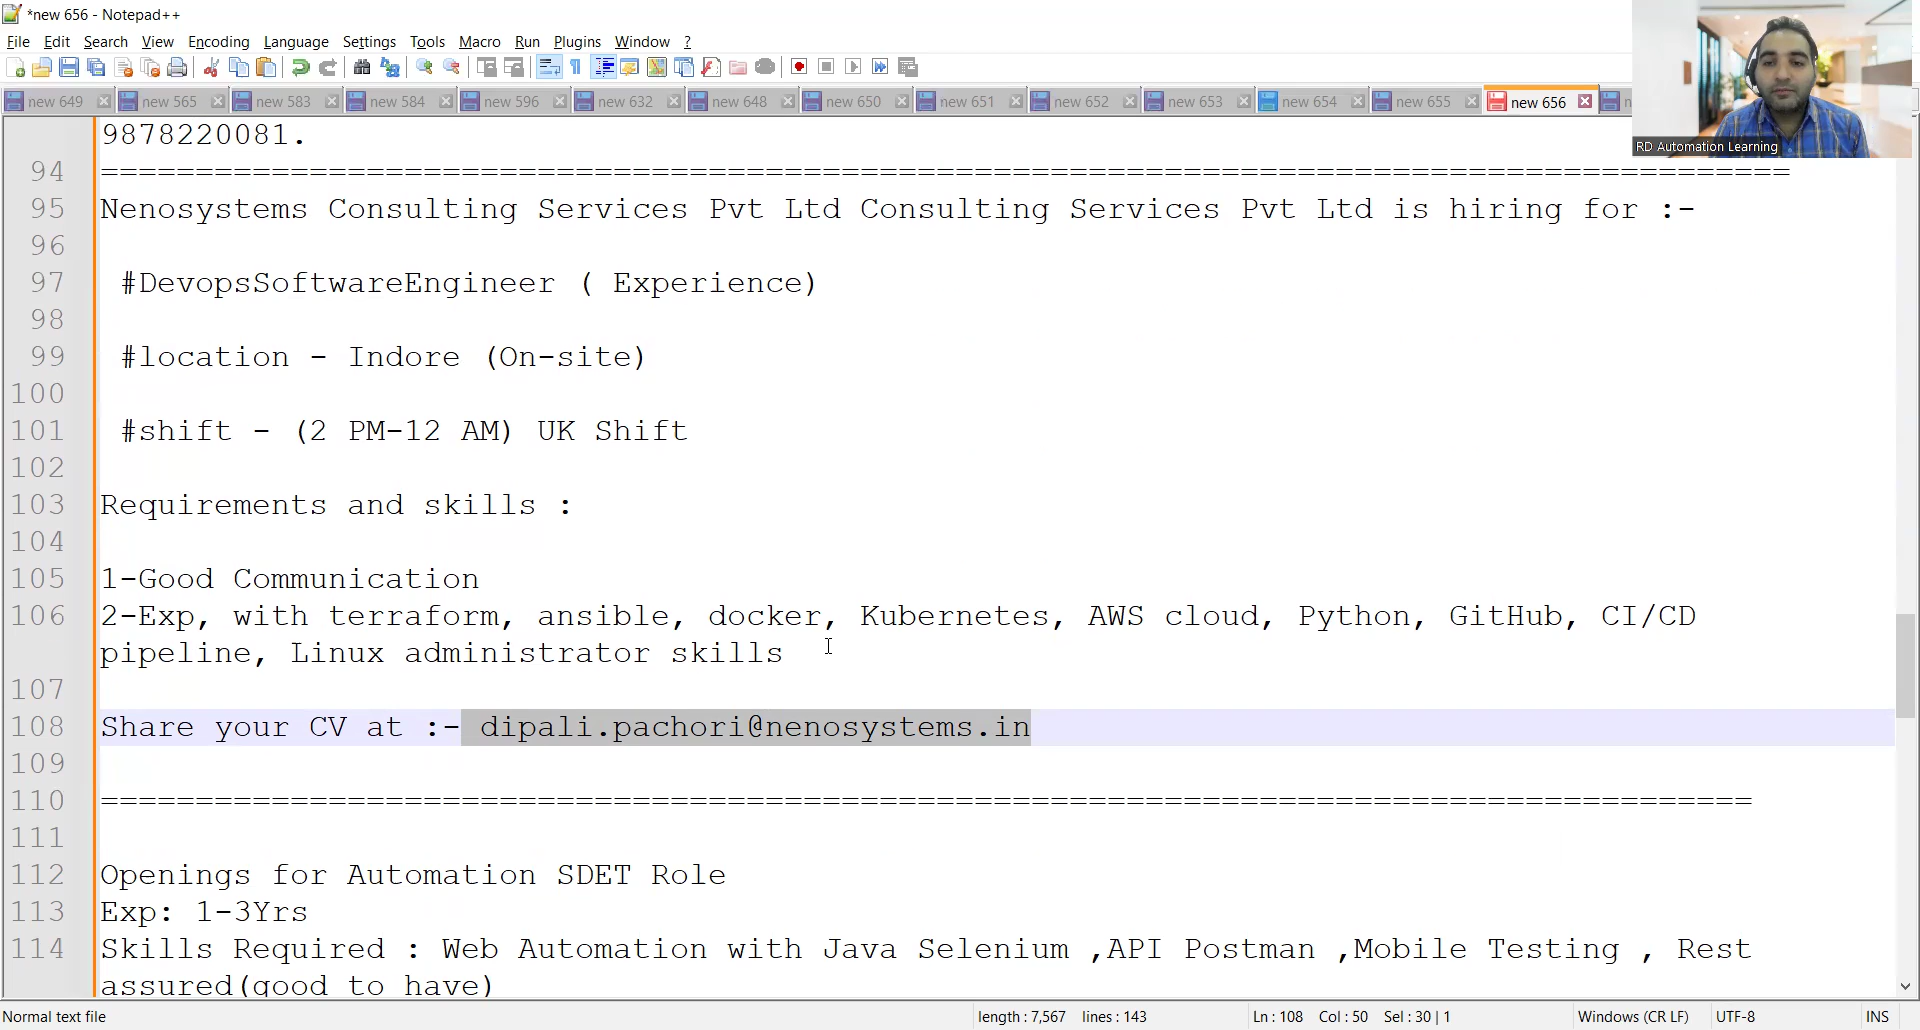 *new 656 - Notepad++
File Edit Search View Encoding Language Settings Tools Macro Run Plugins Window ?
new 649 new 565 new 583 new 584 new 596 new 632 new 648 new 650 new 651 new 652 new 653 new 654 new 655 new 656
RD Automation Learning
9878220081.
94 =========================================================================================
95 Nenosystems Consulting Services Pvt Ltd Consulting Services Pvt Ltd is hiring for :-
96
97 #DevopsSoftwareEngineer ( Experience)
98
99 #location - Indore (On-site)
100
101 #shift - (2 PM-12 AM) UK Shift
102
103 Requirements and skills :
104
105 1-Good Communication
106 2-Exp, with terraform, ansible, docker, Kubernetes, AWS cloud, Python, GitHub, CI/CD
pipeline, Linux administrator skills
107
108 Share your CV at :- dipali.pachori@nenosystems.in
109
110 =======================================================================================
111
112 Openings for Automation SDET Role
113 Exp: 1-3Yrs
114 Skills Required : Web Automation with Java Selenium ,API Postman ,Mobile Testing , Rest
assured(good to have)
Normal text file length : 7,567 lines : 143 Ln : 108 Col : 50 Sel : 30 | 1 Windows (CR LF) UTF-8 INS